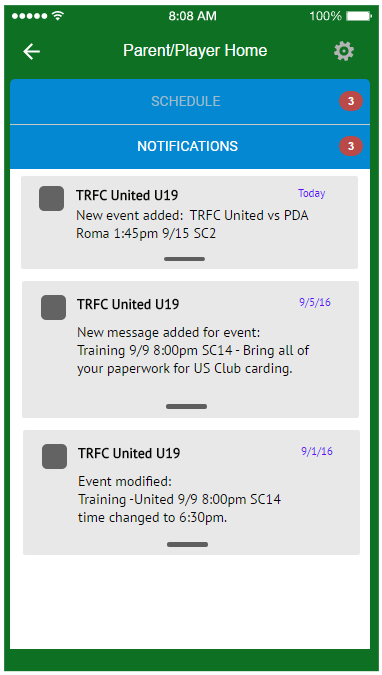 8:08 AM 100%
Parent/Player Home
SCHEDULE 3
NOTIFICATIONS 3
TRFC United U19 Today
New event added:  TRFC United vs PDA
Roma 1:45pm 9/15 SC2
TRFC United U19 9/5/16
New message added for event:
Training 9/9 8:00pm SC14 - Bring all of
your paperwork for US Club carding.
TRFC United U19 9/1/16
Event modified:
Training -United 9/9 8:00pm SC14
time changed to 6:30pm.